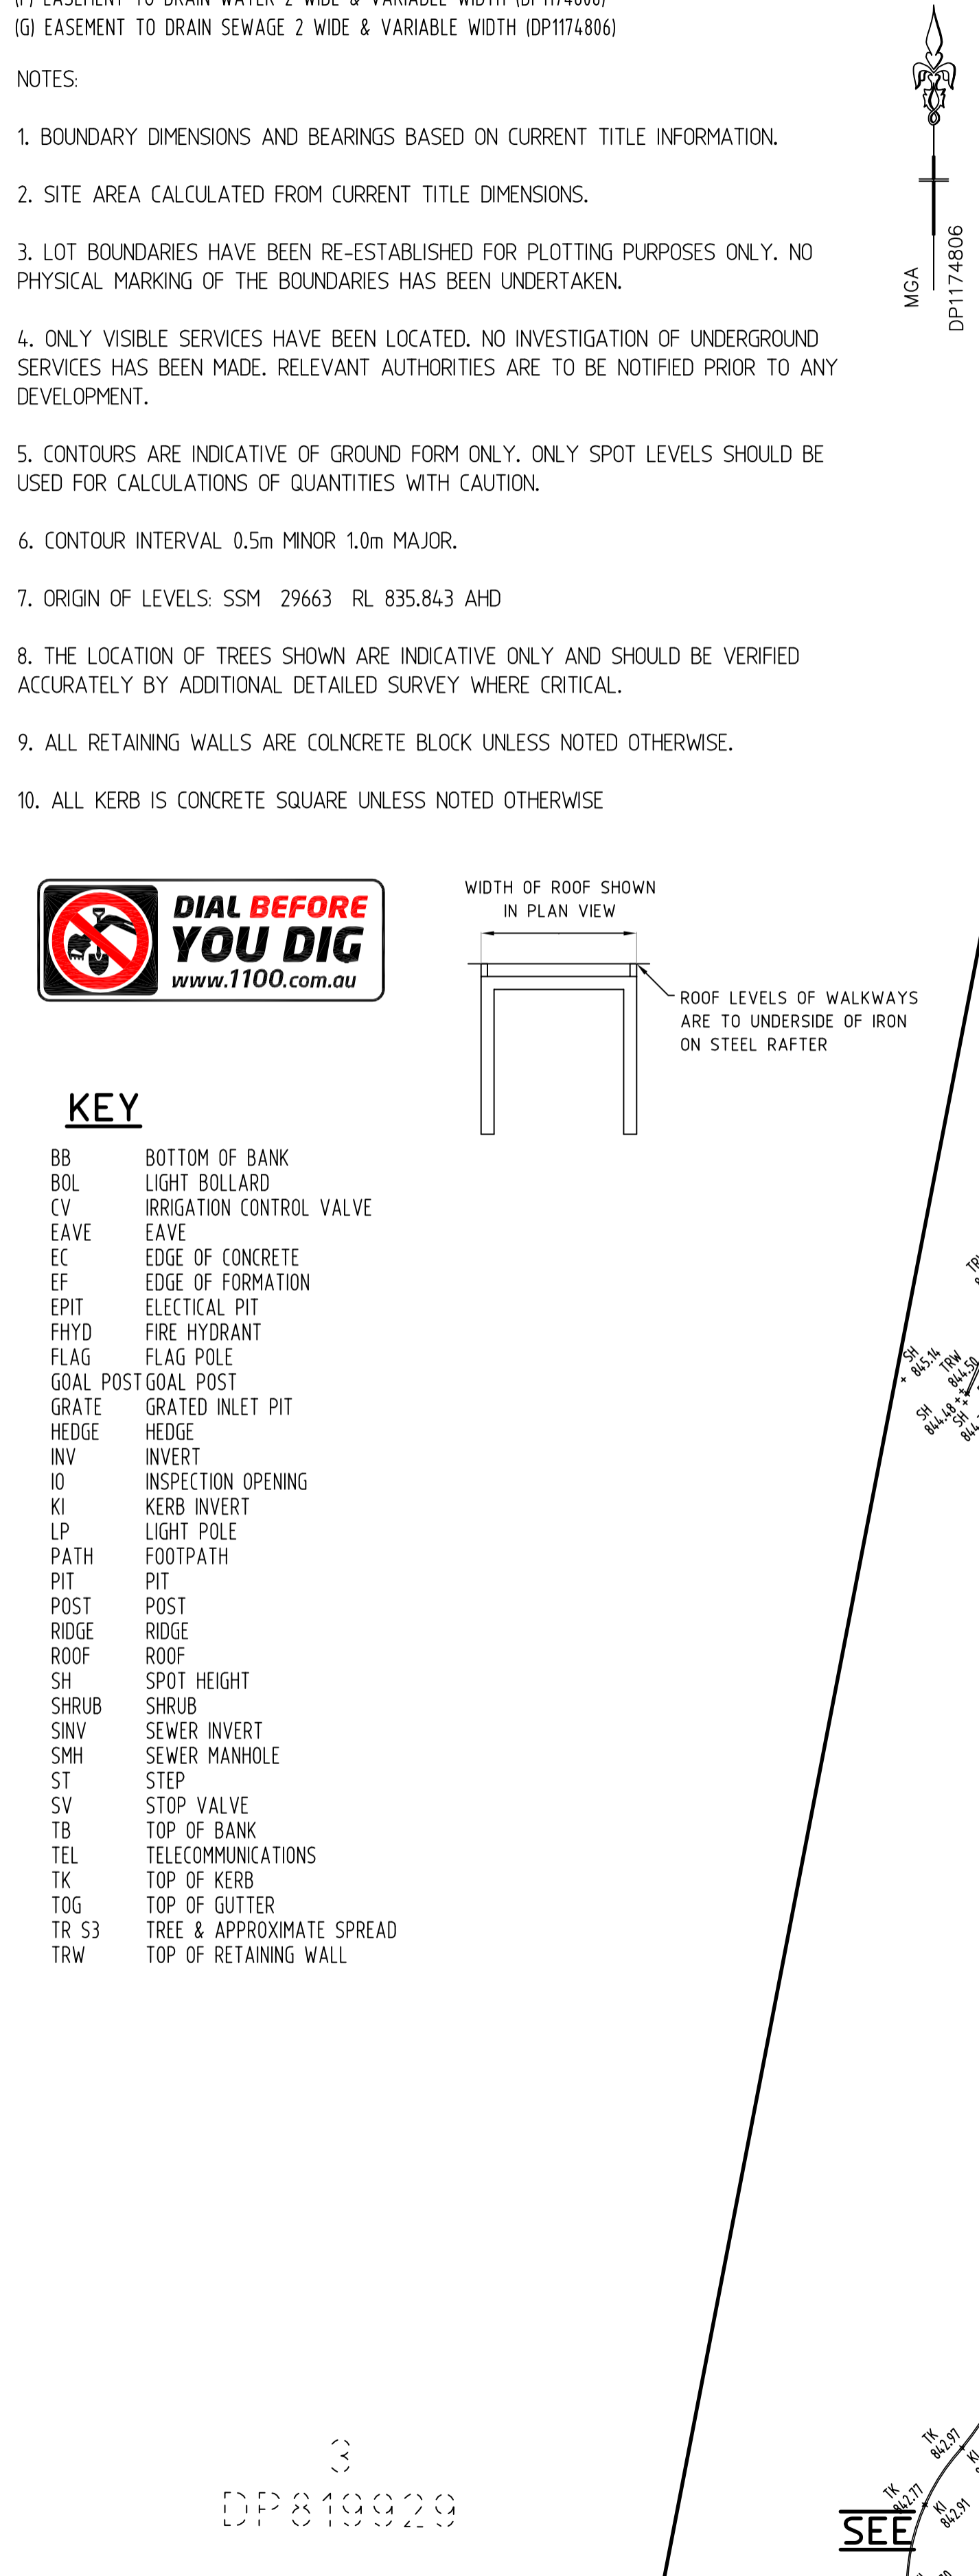 (F) EASEMENT TO DRAIN WATER 2 WIDE & VARIABLE WIDTH (DP1174806)
(G) EASEMENT TO DRAIN SEWAGE 2 WIDE & VARIABLE WIDTH (DP1174806)
NOTES:
1. BOUNDARY DIMENSIONS AND BEARINGS BASED ON CURRENT TITLE INFORMATION.
2. SITE AREA CALCULATED FROM CURRENT TITLE DIMENSIONS.
3. LOT BOUNDARIES HAVE BEEN RE-ESTABLISHED FOR PLOTTING PURPOSES ONLY. NO
PHYSICAL MARKING OF THE BOUNDARIES HAS BEEN UNDERTAKEN.
4. ONLY VISIBLE SERVICES HAVE BEEN LOCATED. NO INVESTIGATION OF UNDERGROUND
SERVICES HAS BEEN MADE. RELEVANT AUTHORITIES ARE TO BE NOTIFIED PRIOR TO ANY
DEVELOPMENT.
5. CONTOURS ARE INDICATIVE OF GROUND FORM ONLY. ONLY SPOT LEVELS SHOULD BE
USED FOR CALCULATIONS OF QUANTITIES WITH CAUTION.
6. CONTOUR INTERVAL 0.5m MINOR 1.0m MAJOR.
7. ORIGIN OF LEVELS: SSM 29663 RL 835.843 AHD
8. THE LOCATION OF TREES SHOWN ARE INDICATIVE ONLY AND SHOULD BE VERIFIED
ACCURATELY BY ADDITIONAL DETAILED SURVEY WHERE CRITICAL.
9. ALL RETAINING WALLS ARE COLNCRETE BLOCK UNLESS NOTED OTHERWISE.
10. ALL KERB IS CONCRETE SQUARE UNLESS NOTED OTHERWISE
MGA
DP1174806
DIAL BEFORE
YOU DIG
www.1100.com.au
WIDTH OF ROOF SHOWN
IN PLAN VIEW
ROOF LEVELS OF WALKWAYS
ARE TO UNDERSIDE OF IRON
ON STEEL RAFTER
KEY
BB BOTTOM OF BANK
BOL LIGHT BOLLARD
CV IRRIGATION CONTROL VALVE
EAVE EAVE
EC EDGE OF CONCRETE
EF EDGE OF FORMATION
EPIT ELECTICAL PIT
FHYD FIRE HYDRANT
FLAG FLAG POLE
GOAL POST GOAL POST
GRATE GRATED INLET PIT
HEDGE HEDGE
INV INVERT
IO INSPECTION OPENING
KI KERB INVERT
LP LIGHT POLE
PATH FOOTPATH
PIT PIT
POST POST
RIDGE RIDGE
ROOF ROOF
SH SPOT HEIGHT
SHRUB SHRUB
SINV SEWER INVERT
SMH SEWER MANHOLE
ST STEP
SV STOP VALVE
TB TOP OF BANK
TEL TELECOMMUNICATIONS
TK TOP OF KERB
TOG TOP OF GUTTER
TR S3 TREE & APPROXIMATE SPREAD
TRW TOP OF RETAINING WALL
SH
845.14
TRW
844.50
SH
844.48
SH
3
DP819929
TK
842.97
KI
TK
842.77
KI
842.91
SEE